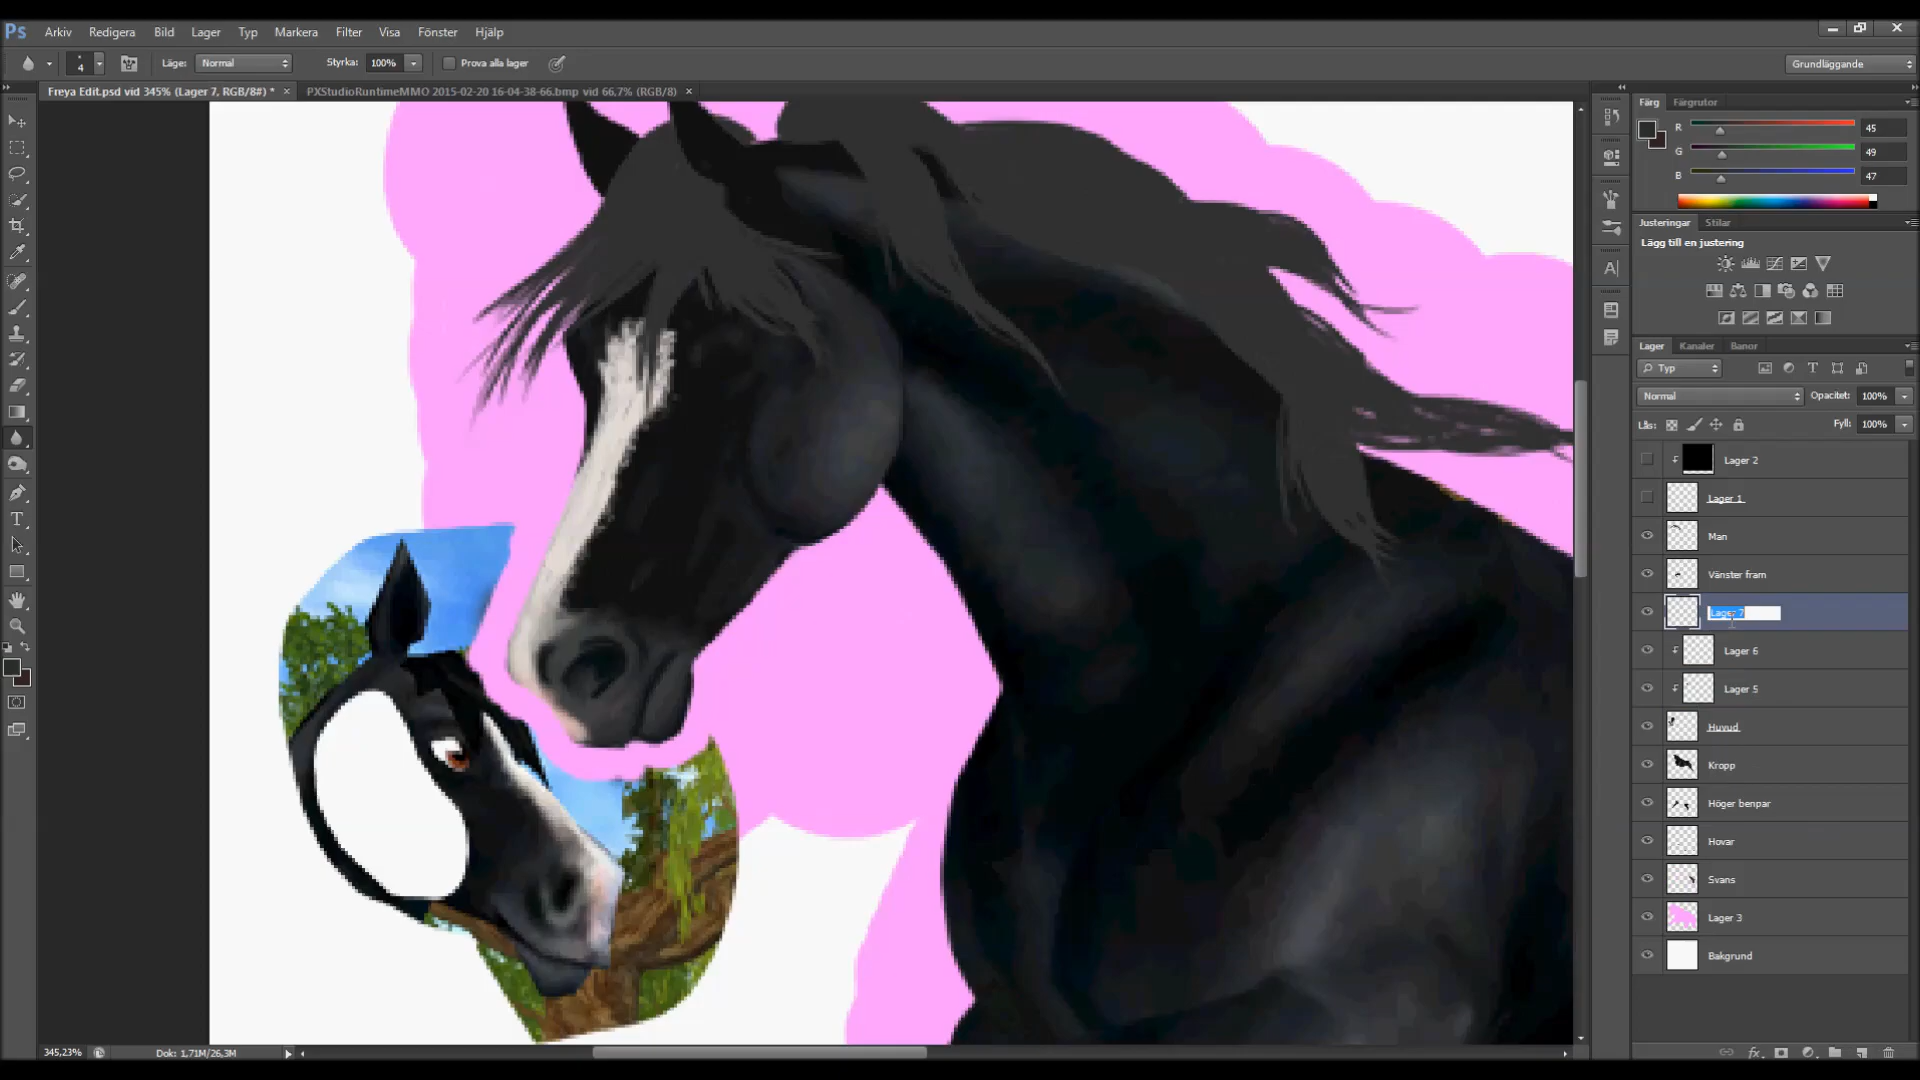 Ps Arkiv Redigera Bild Lager Typ Markera Filter Visa Fönster Hjälp
4 Läge: Normal Styrka: 100% Prova alla lager Grundläggande
Freya Edit.psd vid 345% (Lager 7, RGB/8#) * × PXStudioRuntimeMMO 2015-02-20 16-04-38-66.bmp vid 66,7% (RGB/8) ×
Färg Färgrutor
R 45
G 49
B 47
Justeringar Stilar
Lägg till en justering
Lager Kanaler Banor
Typ
Normal Opacitet: 100%
Lås: Fyll: 100%
Lager 2
Lager 1
Man
Vänster fram
Lager 7
Lager 6
Lager 5
Huvud
Kropp
Höger benpar
Hovar
Svans
Lager 3
Bakgrund
345,23% Dok: 1,71M/26,3M